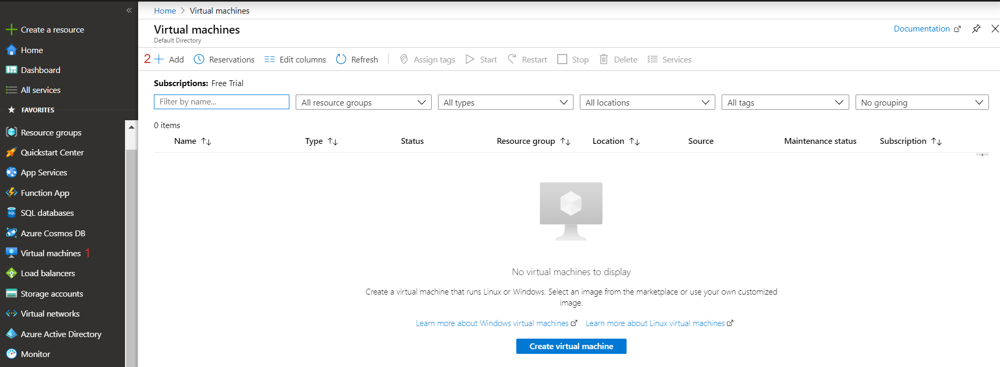 «
Create a resource
Home
Dashboard
All services
FAVORITES
Resource groups
Quickstart Center
App Services
Function App
SQL
SQL databases
Azure Cosmos DB
Virtual machines 1
Load balancers
Storage accounts
Virtual networks
Azure Active Directory
Monitor
Home > Virtual machines
Virtual machines
Default Directory
Documentation
2 + Add Reservations Edit columns Refresh Assign tags Start Restart Stop Delete Services
Subscriptions: Free Trial
Filter by name... All resource groups All types All locations All tags No grouping
0 items
Name ↑↓ Type ↑↓ Status Resource group ↑↓ Location ↑↓ Source Maintenance status Subscription ↑↓
No virtual machines to display
Create a virtual machine that runs Linux or Windows. Select an image from the marketplace or use your own customized
image.
Learn more about Windows virtual machines Learn more about Linux virtual machines
Create virtual machine